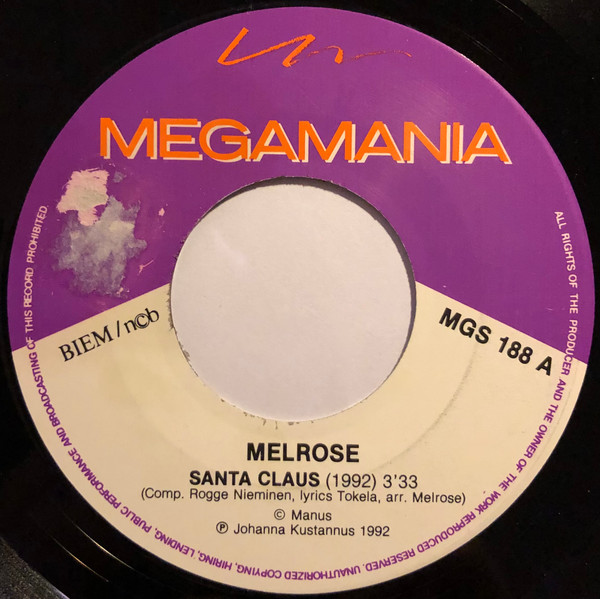 MEGAMANIA
BIEM/n©b
MGS 188 A
MELROSE
SANTA CLAUS (1992) 3'33
(Comp. Rogge Nieminen, lyrics Tokela, arr. Melrose)
© Manus
℗ Johanna Kustannus 1992
ALL RIGHTS OF THE PRODUCER AND THE OWNER OF THE WORK REPRODUCED RESERVED. UNAUTHORIZED COPYING, HIRING, LENDING, PUBLIC PERFORMANCE AND BROADCASTING OF THIS RECORD PROHIBITED.